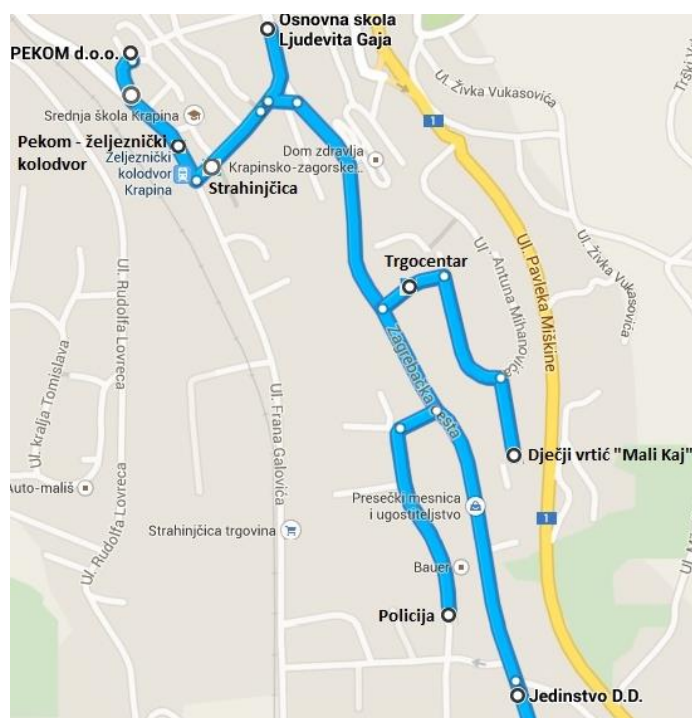 Osnovna škola
Ljudevita Gaja
PEKOM d.o.o.
Ul. Živka Vukasovića
1
Srednja škola Krapina
Pekom - željeznički
kolodvor
Željeznički
kolodvor
Krapina
Dom zdravlja
Krapinsko-zagorske...
Strahinjčica
Trgocentar
Ul. Antuna Mihanovića
Ul. Pavleka Miškine
Ul. Živka Vukasovića
Ul. Rudolfa Lovreca
Ul. kralja Tomislava
Zagrebačka cesta
Ul. Frana Galovića
Dječji vrtić "Mali Kaj"
Auto-mališ
Presečki mesnica
i ugostiteljstvo
1
Strahinjčica trgovina
Ul. Rudolfa Lovreca
Bauer
Policija
Jedinstvo D.D.